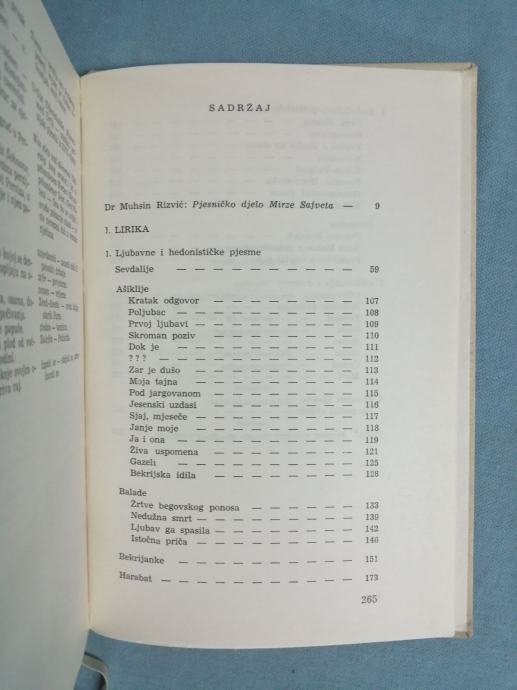 SADRŽAJ
Dr Muhsin Rizvić: Pjesničko djelo Mirze Safveta — 9
I. LIRIKA
1. Ljubavne i hedonističke pjesme
Sevdalije — — — — — — — — — 59
Ašiklije
Kratak odgovor — — — — — — — 107
Poljubac — — — — — — — — 108
Prvoj ljubavi — — — — — — — — 109
Skroman poziv — — — — — — — 110
Dok je — — — — — — — — — 111
? ? ? — — — — — — — — — 112
Zar je dušo — — — — — — — — 113
Moja tajna — — — — — — — — 114
Pod jargovanom — — — — — — — 115
Jesenski uzdasi — — — — — — — 116
Sjaj, mjeseče — — — — — — — — 117
Janje moje — — — — — — — — 118
Ja i ona — — — — — — — — — 119
Živa uspomena — — — — — — — 121
Gazeli — — — — — — — — — 125
Bekrijska idila — — — — — — — 128
Balade
Žrtve begovskog ponosa — — — — — 133
Nedužna smrt — — — — — — — — 139
Ljubav ga spasila — — — — — — — 142
Istočna priča — — — — — — — — 146
Bekrijanke — — — — — — — — — 151
Harabat — — — — — — — — — — 173
265